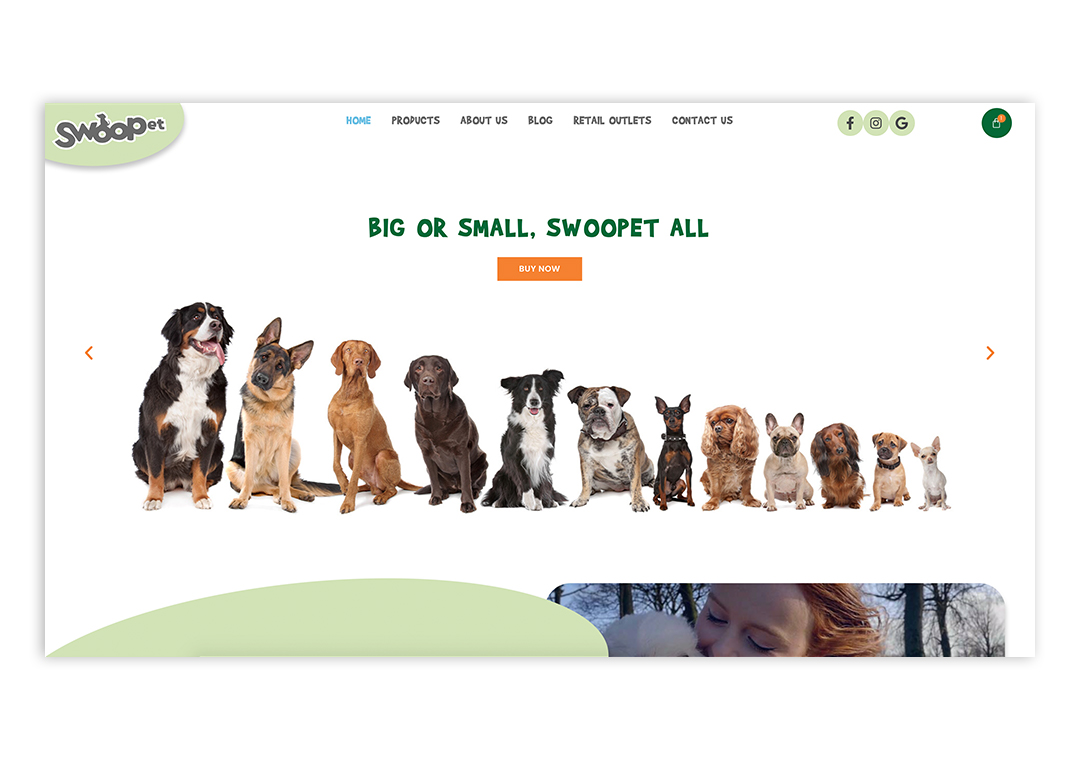 Swoopet
HOME PRODUCTS ABOUT US BLOG RETAIL OUTLETS CONTACT US
1
BIG OR SMALL, SWOOPET ALL
BUY NOW